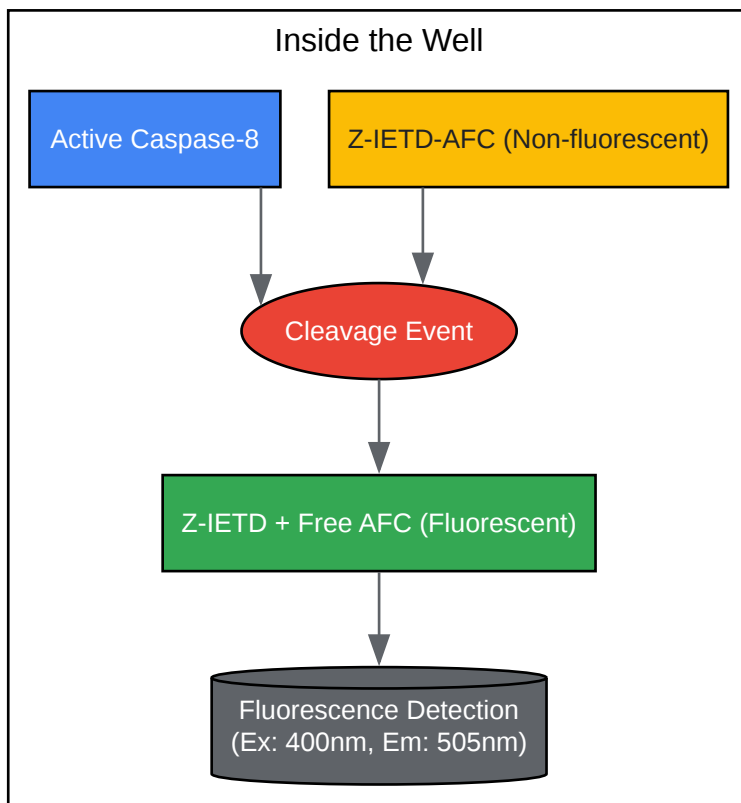 Inside the Well
Active Caspase-8
Z-IETD-AFC (Non-fluorescent)
Cleavage Event
Z-IETD + Free AFC (Fluorescent)
Fluorescence Detection
(Ex: 400nm, Em: 505nm)